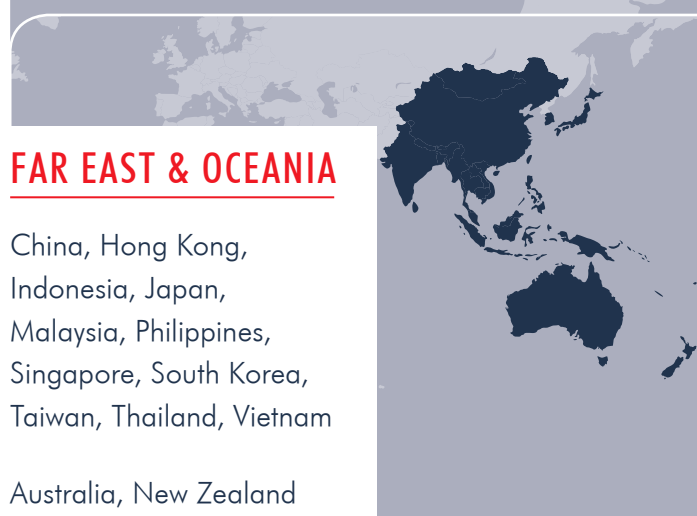 FAR EAST & OCEANIA
China, Hong Kong,
Indonesia, Japan,
Malaysia, Philippines,
Singapore, South Korea,
Taiwan, Thailand, Vietnam
Australia, New Zealand